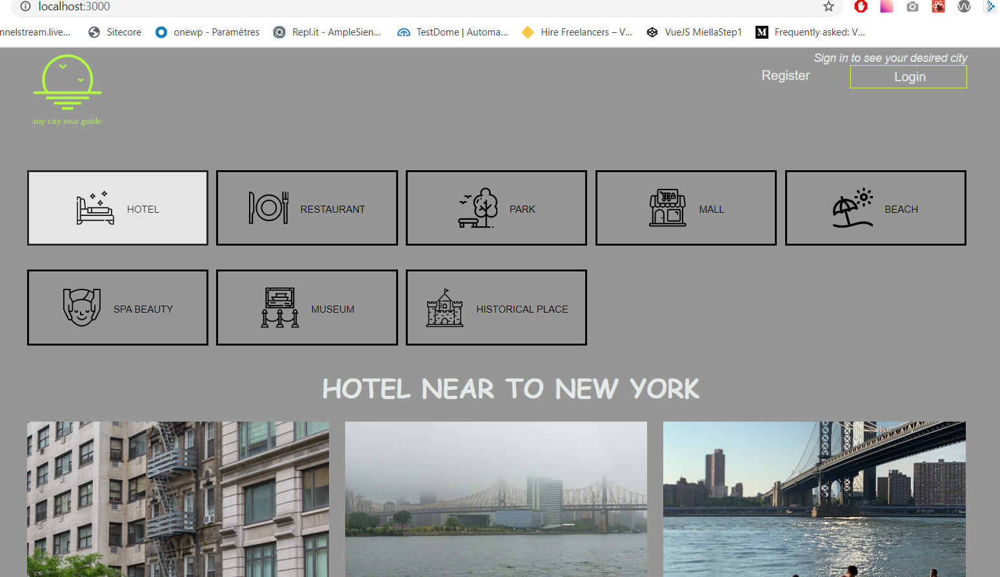 localhost:3000
nnelstream.live... Sitecore onewp - Paramètres Repl.it - AmpleSien... TestDome | Automa... Hire Freelancers – V... VueJS MiellaStep1 M Frequently asked: V...
Sign in to see your desired city
Register Login
my city tour guide
HOTEL RESTAURANT PARK MALL BEACH
SPA BEAUTY MUSEUM HISTORICAL PLACE
HOTEL NEAR TO NEW YORK